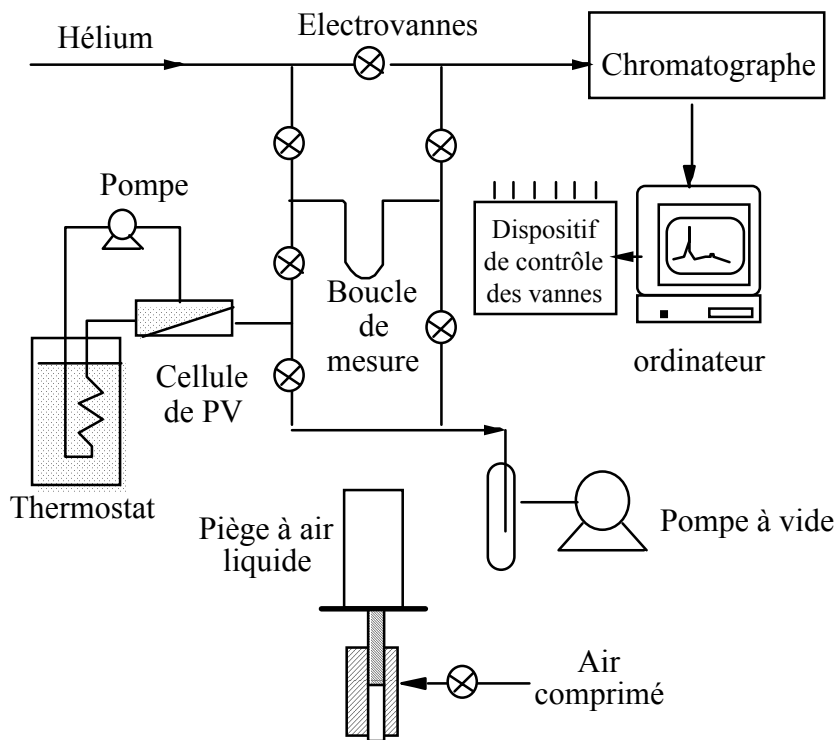 Electrovannes
Hélium
Chromatographe
Pompe
Dispositif
de contrôle
des vannes
Boucle
de
mesure
ordinateur
Cellule
de PV
Thermostat
Piège à air
liquide
Pompe à vide
Air
comprimé